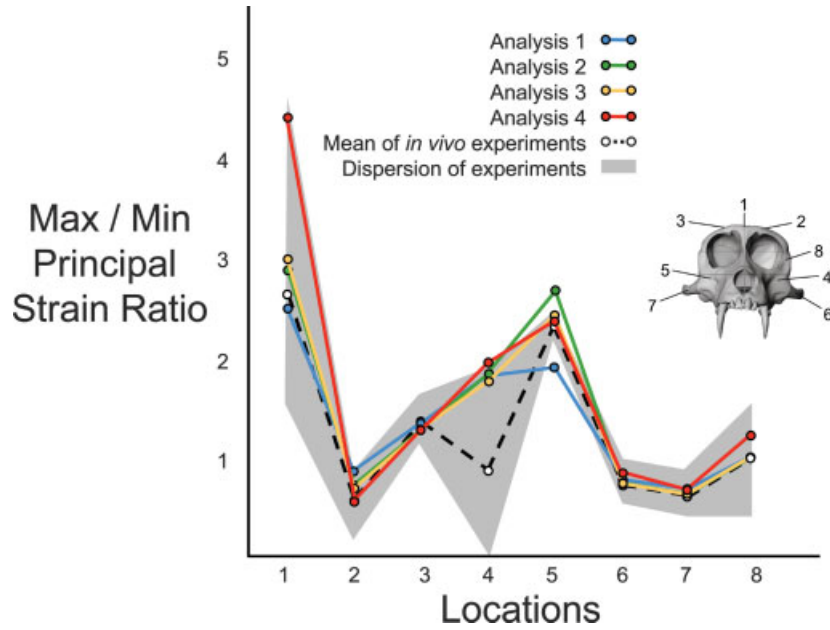 5
4
3
2
1
Max / Min
Principal
Strain Ratio
Analysis 1
Analysis 2
Analysis 3
Analysis 4
Mean of in vivo experiments
Dispersion of experiments
1
3 2
8
5 4
7 6
1 2 3 4 5 6 7 8
Locations